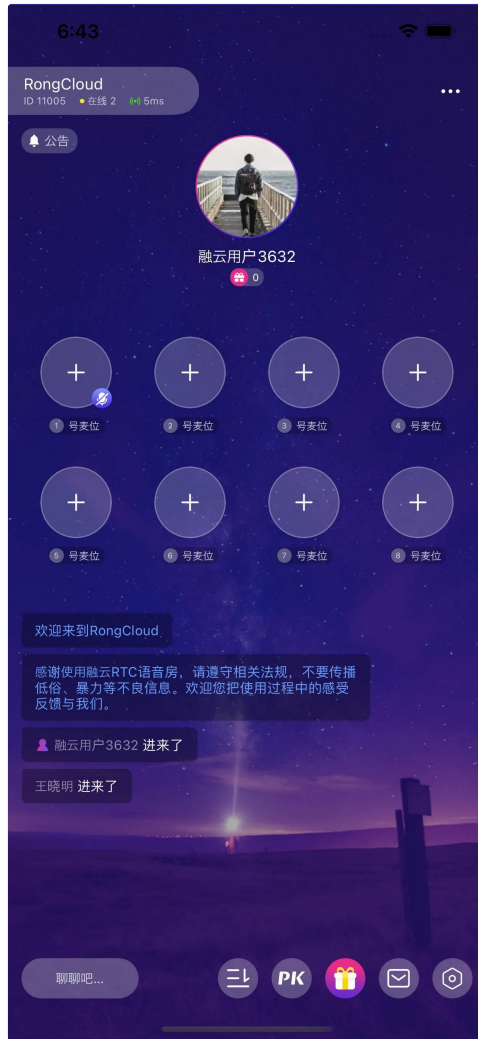 6:43
RongCloud
ID 11005 在线 2 5ms
公告
融云用户3632
0
1 号麦位 2 号麦位 3 号麦位 4 号麦位
5 号麦位 6 号麦位 7 号麦位 8 号麦位
欢迎来到RongCloud
感谢使用融云RTC语音房，请遵守相关法规，不要传播
低俗、暴力等不良信息。欢迎您把使用过程中的感受
反馈与我们。
融云用户3632 进来了
王晓明 进来了
聊聊吧... PK